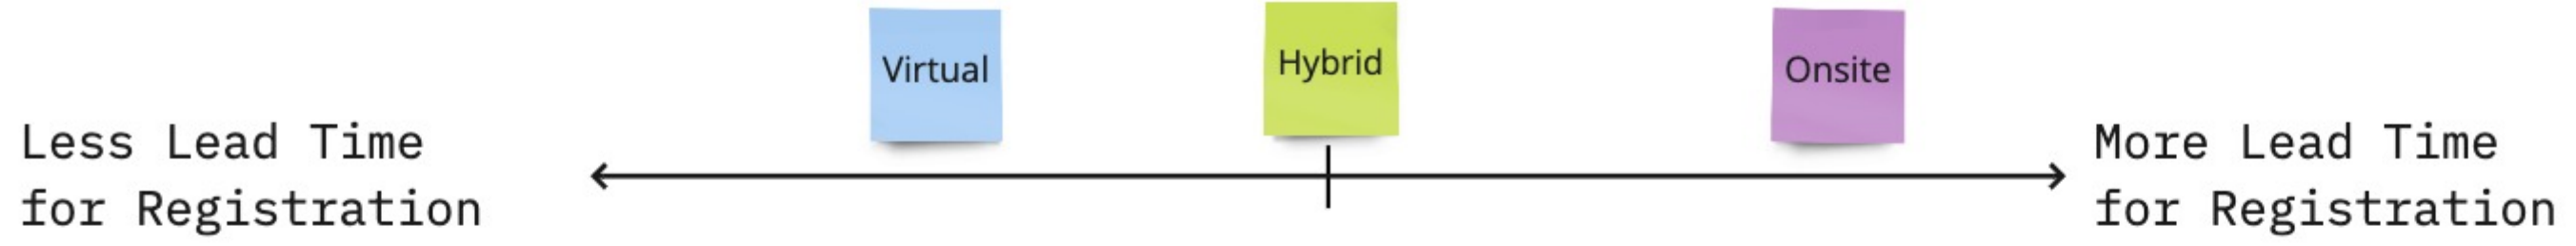 Virtual
Hybrid
Onsite
Less Lead Time
for Registration
More Lead Time
for Registration